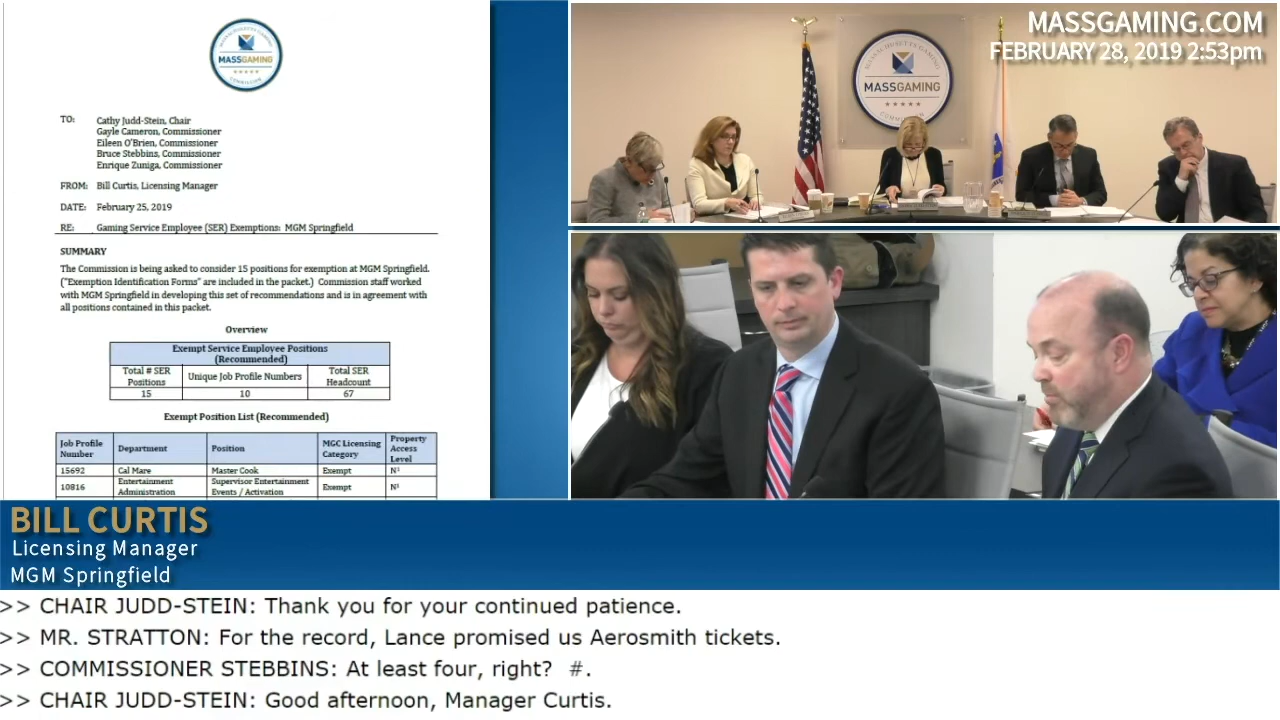 MASSACHUSETTS GAMING
MASSGAMING
COMMISSION
TO: Cathy Judd-Stein, Chair
Gayle Cameron, Commissioner
Eileen O'Brien, Commissioner
Bruce Stebbins, Commissioner
Enrique Zuniga, Commissioner
FROM: Bill Curtis, Licensing Manager
DATE: February 25, 2019
RE: Gaming Service Employee (SER) Exemptions: MGM Springfield
SUMMARY
The Commission is being asked to consider 15 positions for exemption at MGM Springfield.
("Exemption Identification Forms" are included in the packet.) Commission staff worked
with MGM Springfield in developing this set of recommendations and is in agreement with
all positions contained in this packet.
Overview
Exempt Service Employee Positions
(Recommended)
Total # SER Positions Unique Job Profile Numbers Total SER Headcount
15 10 67
Exempt Position List (Recommended)
Job Profile Number Department Position MGC Licensing Category Property Access Level
15692 Cal Mare Master Cook Exempt N¹
10816 Entertainment Administration Supervisor Entertainment Events / Activation Exempt N¹
MASSGAMING.COM
FEBRUARY 28, 2019 2:53pm
MASSACHUSETTS GAMING
MASSGAMING
BILL CURTIS
Licensing Manager
MGM Springfield
>> CHAIR JUDD-STEIN: Thank you for your continued patience.
>> MR. STRATTON: For the record, Lance promised us Aerosmith tickets.
>> COMMISSIONER STEBBINS: At least four, right?  #.
>> CHAIR JUDD-STEIN: Good afternoon, Manager Curtis.